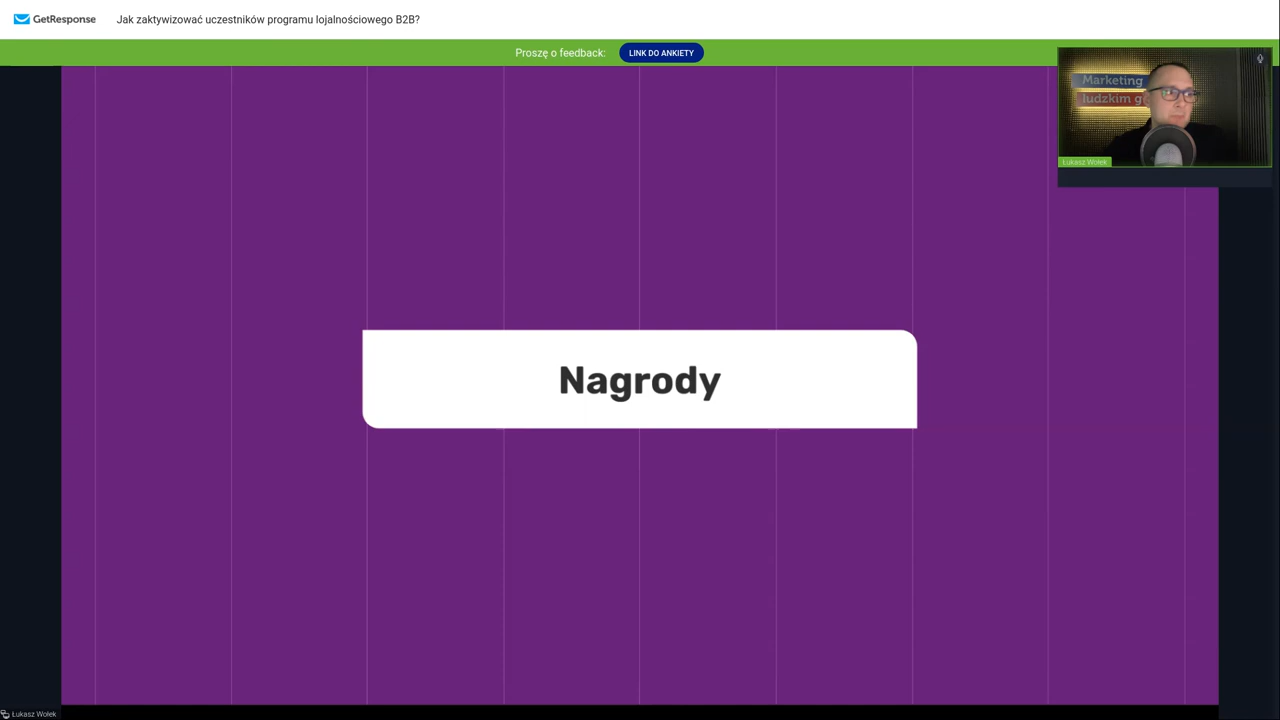 GetResponse
Jak zaktywizować uczestników programu lojalnościowego B2B?
Proszę o feedback:
LINK DO ANKIETY
Marketing
ludzkim
Łukasz Wołek
Nagrody
Łukasz Wołek